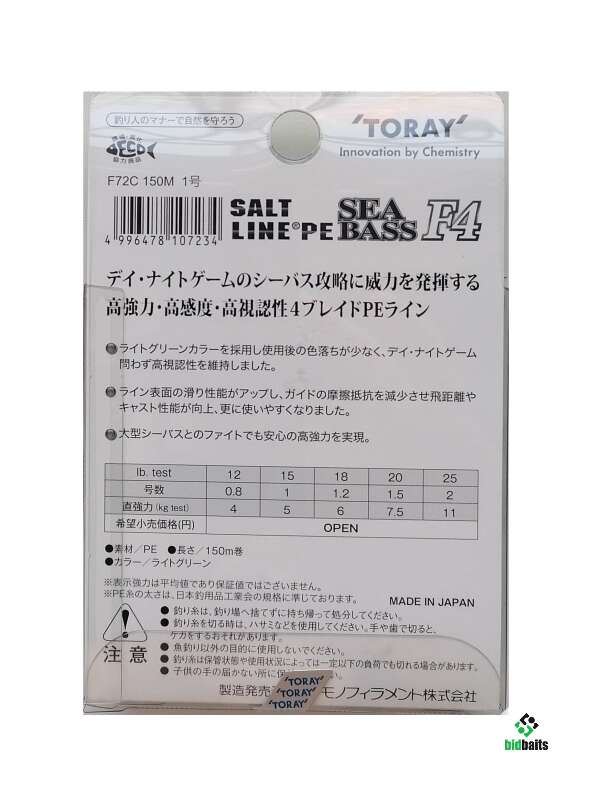 釣り人のマナーで自然を守ろう
環境・美化
ECO
協力商品
TORAY
Innovation by Chemistry
F72C 150M 1号
4 996478 107234
SALT LINE®PE SEA BASS F4
デイ・ナイトゲームのシーバス攻略に威力を発揮する
高強力・高感度・高視認性4ブレイドPEライン
●ライトグリーンカラーを採用し使用後の色落ちが少なく、デイ・ナイトゲーム
問わず高視認性を維持しました。
●ライン表面の滑り性能がアップし、ガイドの摩擦抵抗を減少させ飛距離や
キャスト性能が向上、更に使いやすくなりました。
●大型シーバスとのファイトでも安心の高強力を実現。
lb. test 12 15 18 20 25
号数 0.8 1 1.2 1.5 2
直強力(kg test) 4 5 6 7.5 11
希望小売価格(円) OPEN
●素材/PE ●長さ/150m巻
●カラー/ライトグリーン
※表示強力は平均値であり保証値ではございません。
※PE糸の太さは、日本釣用品工業会の規格に準じております。
MADE IN JAPAN
注意
●釣り糸は、釣り場へ捨てずに持ち帰って処分してください。
●釣り糸を切る時は、ハサミなどを使用してください。手や歯で切ると、
ケガをするおそれがあります。
●魚釣り以外の目的に使用しないでください。
●釣り糸は保管状態や使用状況によっては一定以下の負荷でも切れる場合があります。
●子供の手の届かない所に保
製造発売 モノフィラメント株式会社
TORAY
TORAY
TORAY
bidbaits